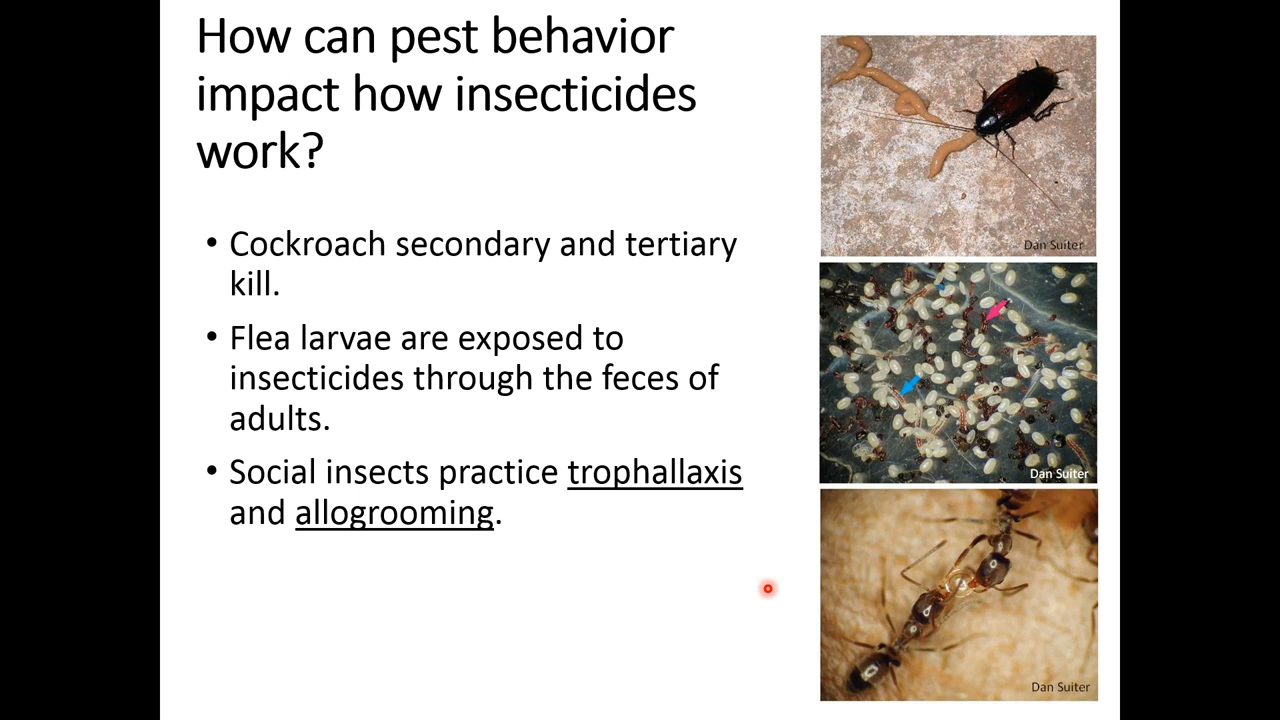 How can pest behavior
impact how insecticides
work?
• Cockroach secondary and tertiary
kill.
• Flea larvae are exposed to
insecticides through the feces of
adults.
• Social insects practice trophallaxis
and allogrooming.
Dan Suiter
Dan Suiter
Dan Suiter